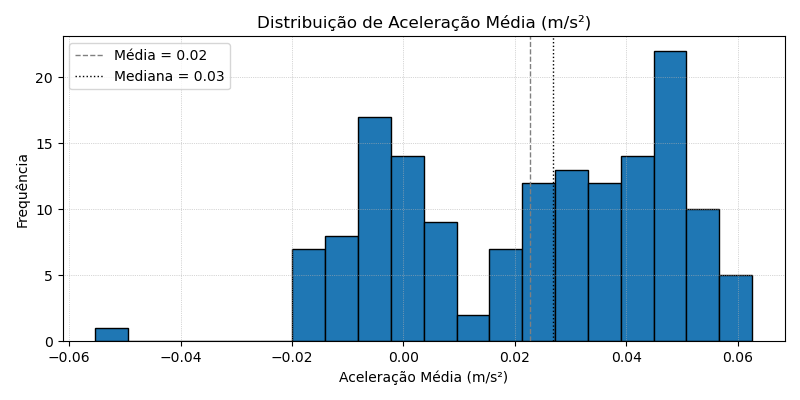 Distribuição de Aceleração Média (m/s²)
Média = 0.02
Mediana = 0.03
Frequência
20
15
10
5
0
−0.06 −0.04 −0.02 0.00 0.02 0.04 0.06
Aceleração Média (m/s²)